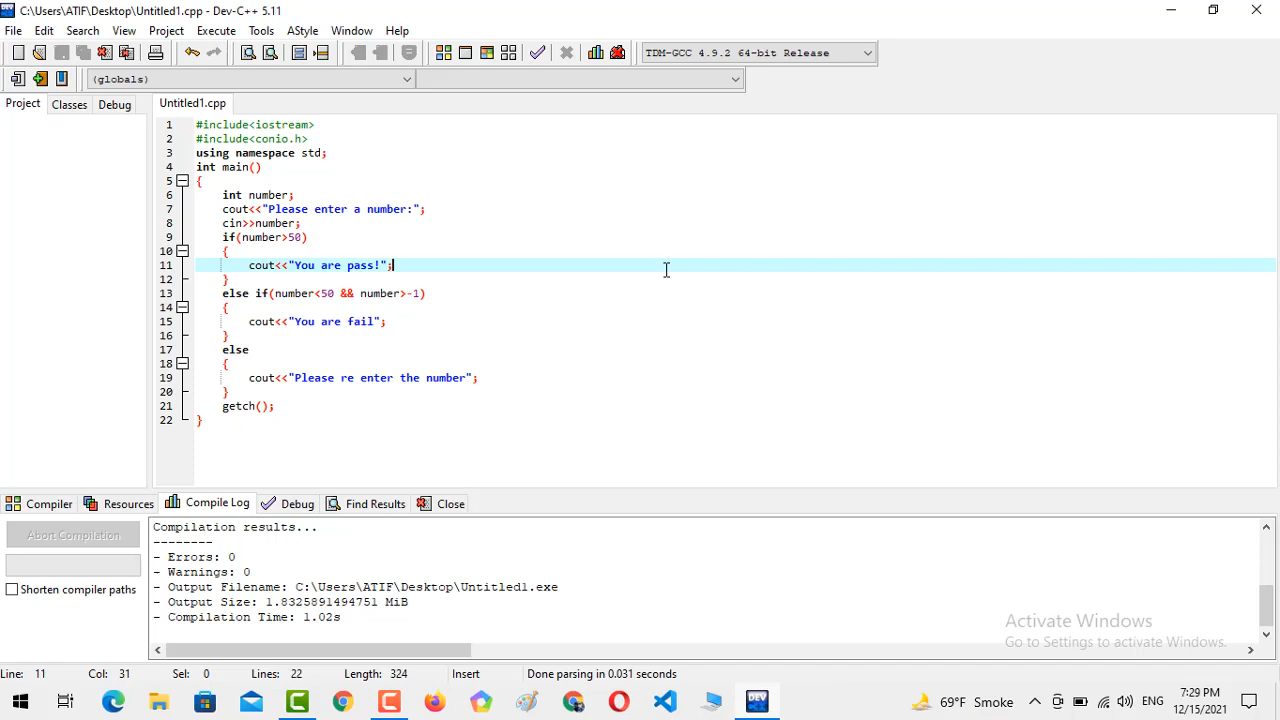 C:\Users\ATIF\Desktop\Untitled1.cpp - Dev-C++ 5.11
File Edit Search View Project Execute Tools AStyle Window Help
TDM-GCC 4.9.2 64-bit Release
(globals)
Project Classes Debug Untitled1.cpp
1 #include<iostream>
2 #include<conio.h>
3 using namespace std;
4 int main()
5 {
6 int number;
7 cout<<"Please enter a number:";
8 cin>>number;
9 if(number>50)
10 {
11 cout<<"You are pass!";
12 }
13 else if(number<50 && number>-1)
14 {
15 cout<<"You are fail";
16 }
17 else
18 {
19 cout<<"Please re enter the number";
20 }
21 getch();
22 }
Compiler Resources Compile Log Debug Find Results Close
Abort Compilation
Shorten compiler paths
Compilation results...
--------
- Errors: 0
- Warnings: 0
- Output Filename: C:\Users\ATIF\Desktop\Untitled1.exe
- Output Size: 1.8325891494751 MiB
- Compilation Time: 1.02s
Activate Windows
Go to Settings to activate Windows.
Line: 11 Col: 31 Sel: 0 Lines: 22 Length: 324 Insert Done parsing in 0.031 seconds
DEV
69°F Smoke ENG 7:29 PM
12/15/2021